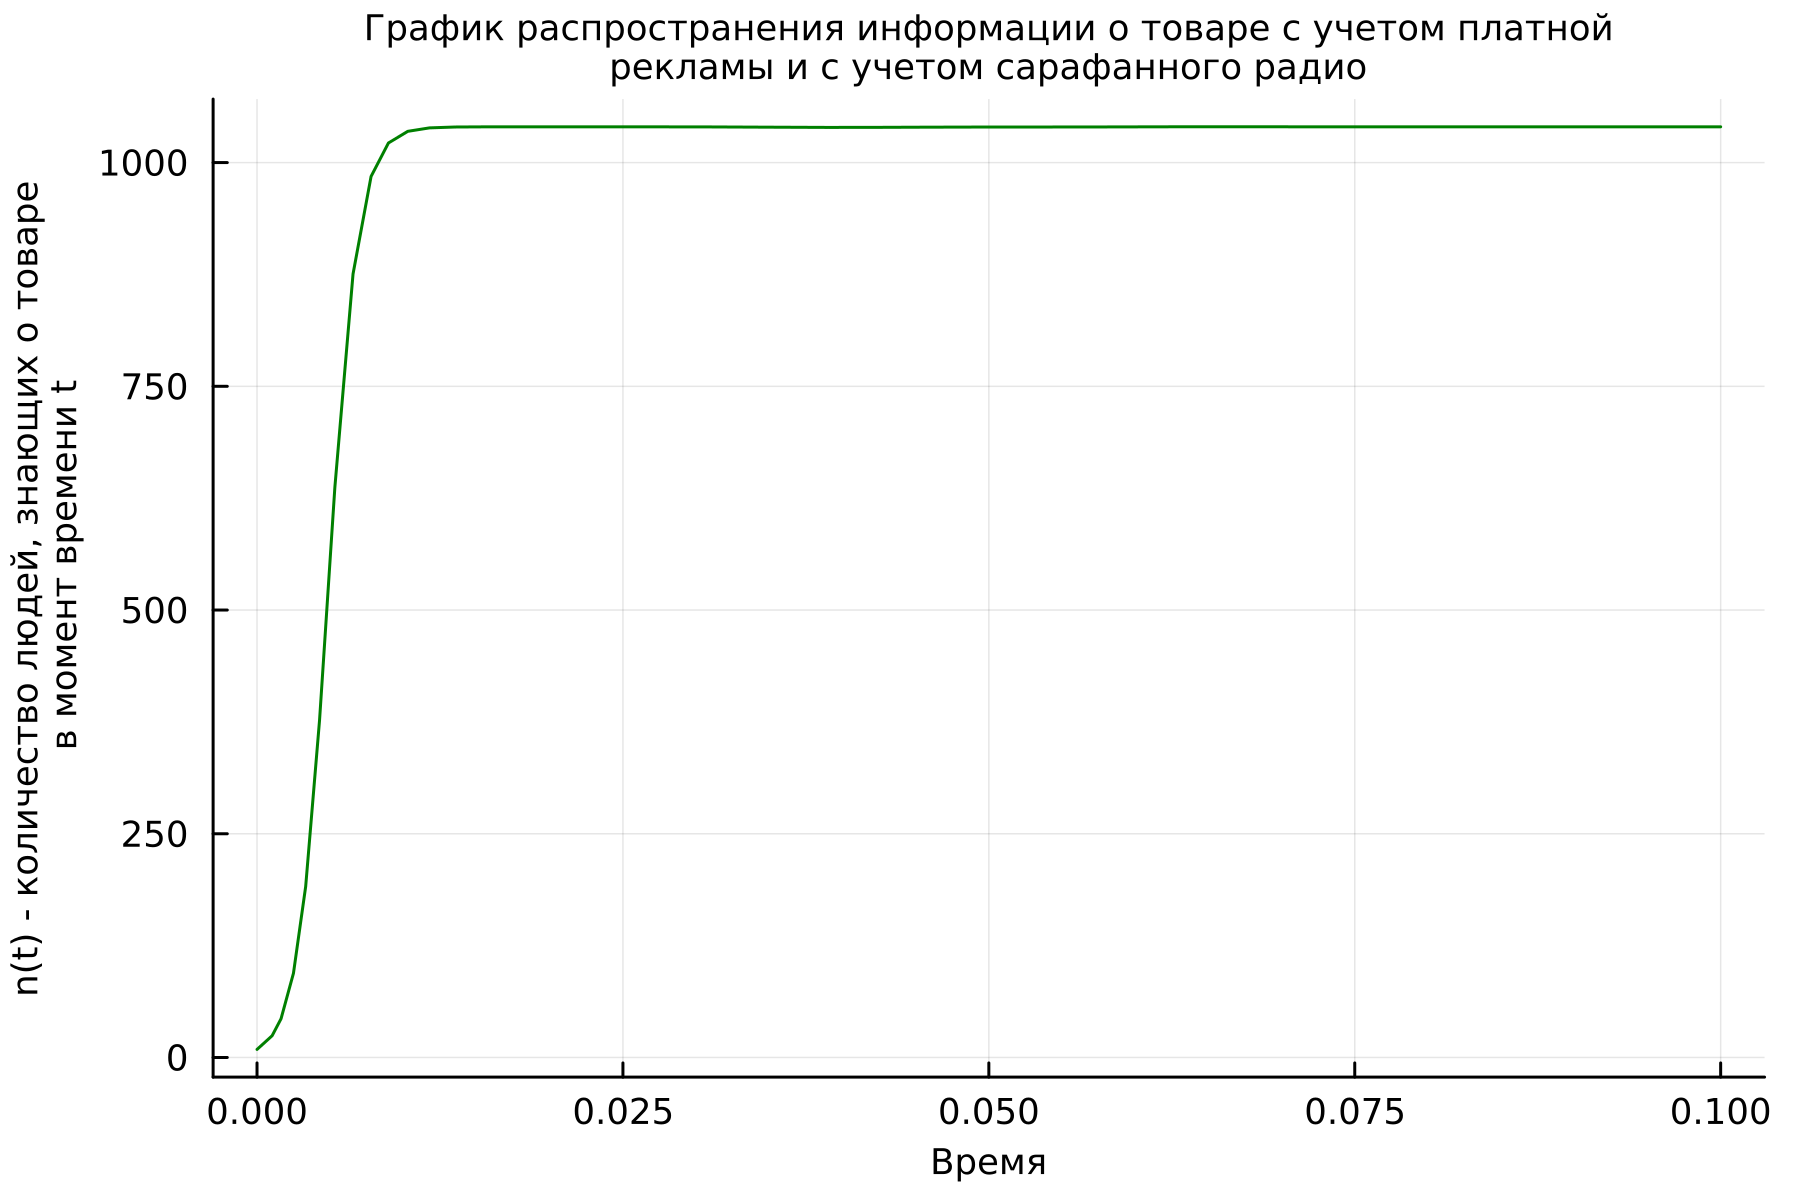 График распространения информации о товаре с учетом платной
рекламы и с учетом сарафанного радио
n(t) - количество людей, знающих о товаре
в момент времени t
1000
750
500
250
0
0.000
0.025
0.050
0.075
0.100
Время